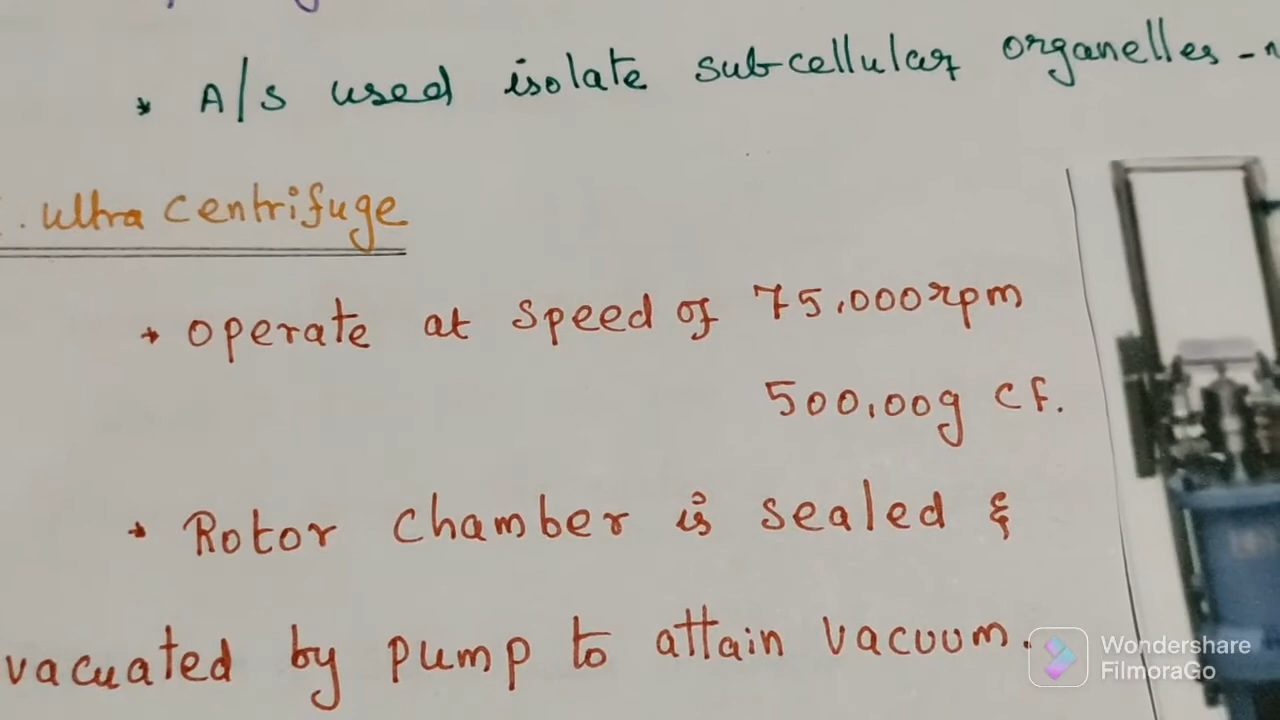 * A/s used isolate subcellular organelles -
. ultra centrifuge
* operate at speed of 75,000rpm
500,00g CF.
* Rotor chamber is sealed &
vacuated by pump to attain vacuum.
Wondershare
FilmoraGo